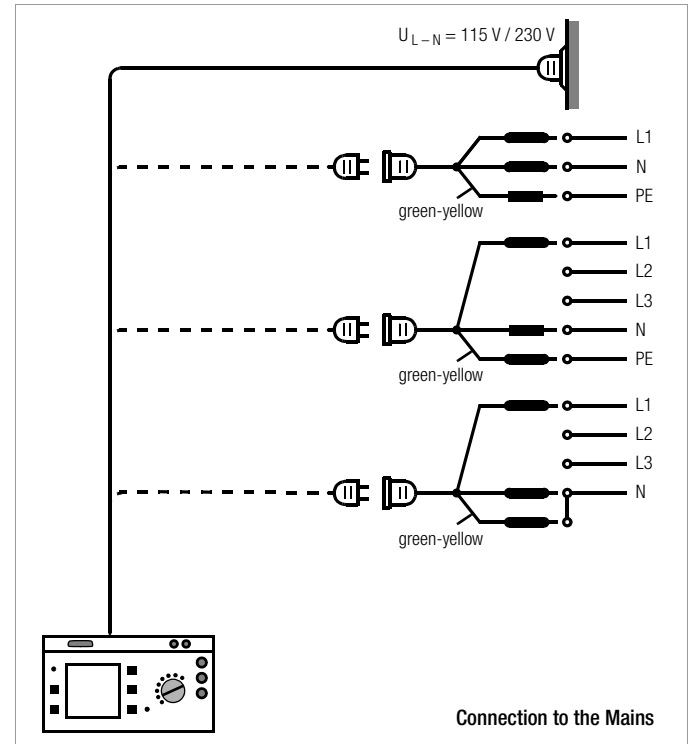 U L – N = 115 V / 230 V
L1
N
PE
green-yellow
L1
L2
L3
N
PE
green-yellow
L1
L2
L3
N
green-yellow
Connection to the Mains